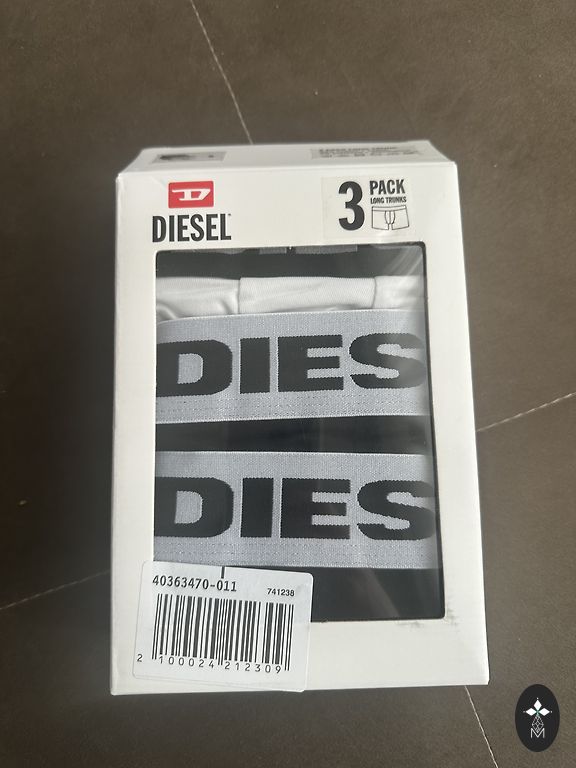 3 PACK
LONG TRUNKS
DIESEL
DIES
DIES
40363470-011
741238
2 100024 212309
M